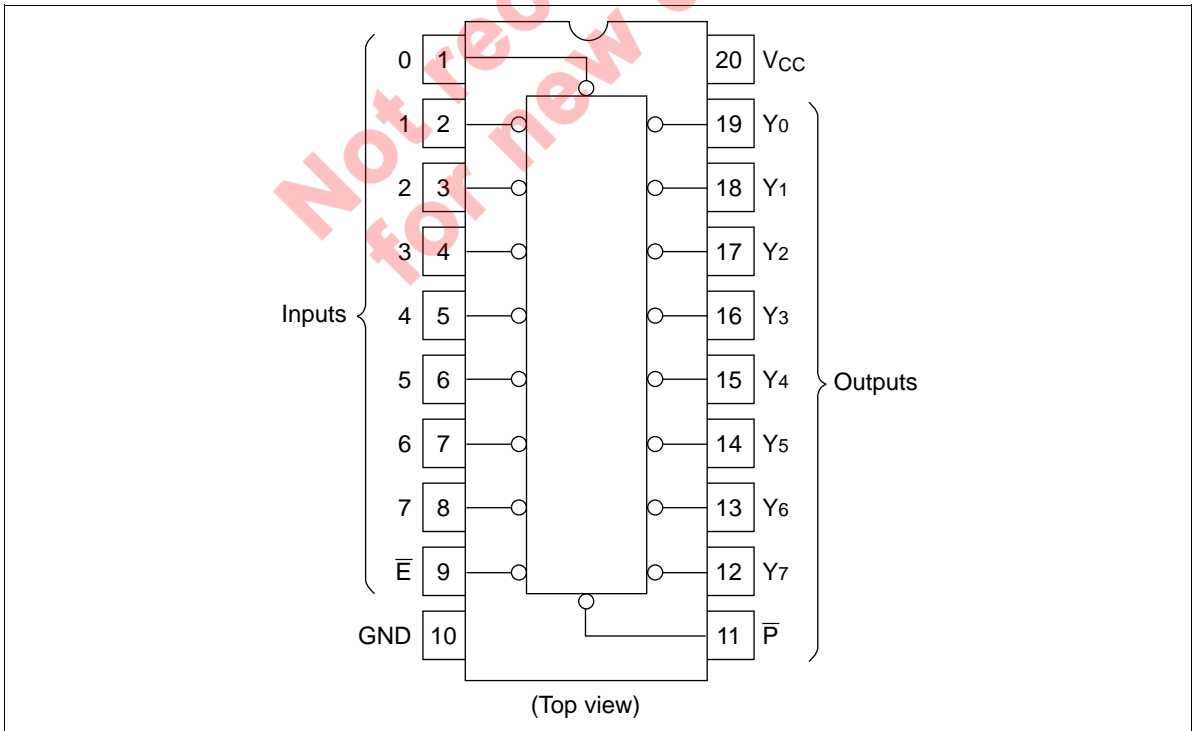 Not rec
for new
0 1 20 VCC
1 2 19 Y0
2 3 18 Y1
3 4 17 Y2
Inputs 4 5 16 Y3
5 6 15 Y4 Outputs
6 7 14 Y5
7 8 13 Y6
E̅ 9 12 Y7
GND 10 11 P̅
(Top view)